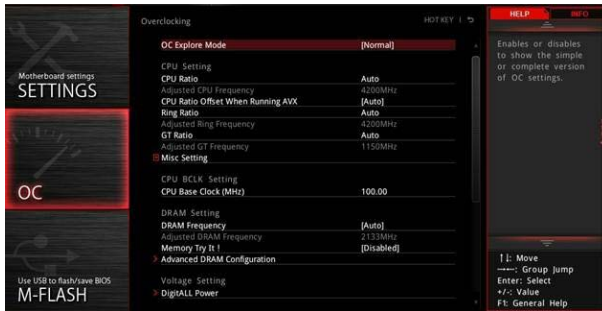 Motherboard settings
SETTINGS
OC
Use USB to flash/save BIOS
M-FLASH
Overclocking
HOT KEY |
OC Explore Mode [Normal]
CPU Setting
CPU Ratio Auto
Adjusted CPU Frequency 4200MHz
CPU Ratio Offset When Running AVX [Auto]
Ring Ratio Auto
Adjusted Ring Frequency 4200MHz
GT Ratio Auto
Adjusted GT Frequency 1150MHz
Misc Setting
CPU BCLK Setting
CPU Base Clock (MHz) 100.00
DRAM Setting
DRAM Frequency [Auto]
Adjusted DRAM Frequency 2133MHz
Memory Try It ! [Disabled]
> Advanced DRAM Configuration
Voltage Setting
> DigitALL Power
HELP INFO
Enables or disables
to show the simple
or complete version
of OC settings.
↑↓: Move
→←: Group Jump
Enter: Select
+/-: Value
F1: General Help